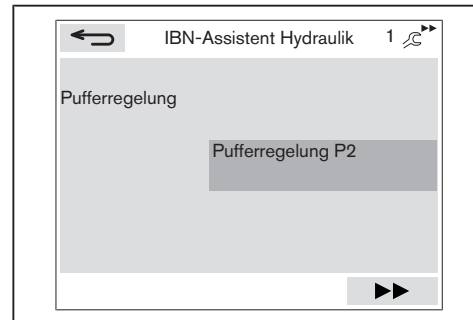 IBN-Assistent Hydraulik 1
Pufferregelung
Pufferregelung P2